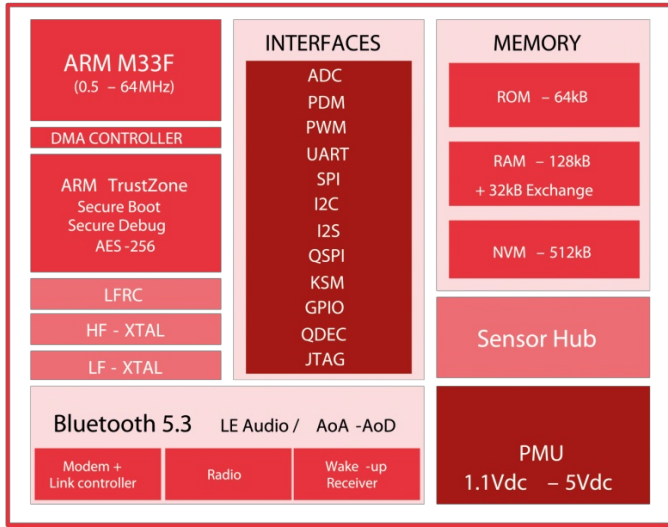 ARM M33F
(0.5 – 64MHz)
DMA CONTROLLER
ARM TrustZone
Secure Boot
Secure Debug
AES -256
LFRC
HF - XTAL
LF - XTAL
INTERFACES
ADC
PDM
PWM
UART
SPI
I2C
I2S
QSPI
KSM
GPIO
QDEC
JTAG
MEMORY
ROM – 64kB
RAM – 128kB
+ 32kB Exchange
NVM – 512kB
Sensor Hub
Bluetooth 5.3 LE Audio / AoA -AoD
Modem +
Link controller
Radio
Wake -up
Receiver
PMU
1.1Vdc – 5Vdc